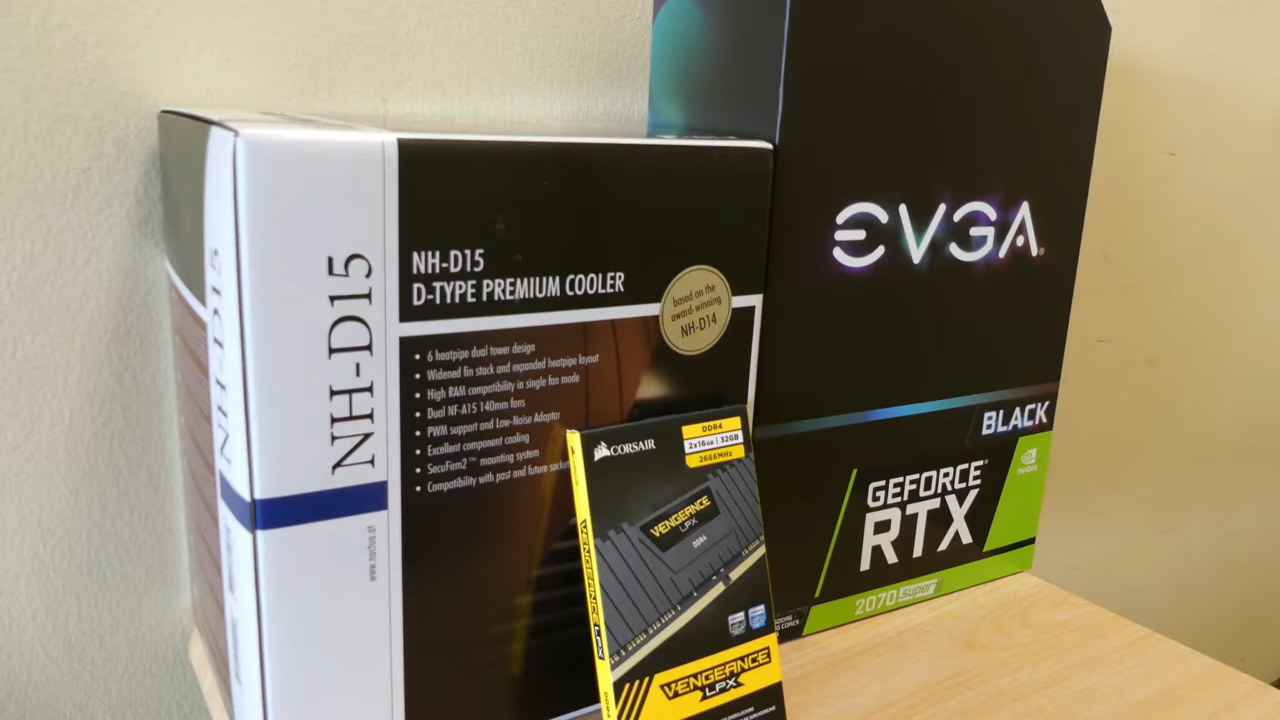 NH-D15
NH-D15
www.noctua.at
NH-D15
D-TYPE PREMIUM COOLER
based on the
award-winning
NH-D14
• 6 heatpipe dual tower design
• Widened fin stack and expanded heatpipe layout
• High RAM compatibility in single fan mode
• Dual NF-A15 140mm fans
• PWM support and Low-Noise Adaptor
• Excellent component cooling
• SecuFirm2™ mounting system
• Compatibility with past and future
CORSAIR
DDR4
2x16GB | 32GB
2666MHz
VENGEANCE
LPX
DDR4
VENGEANCE LPX
VENGEANCE
LPX
EVGA®
BLACK
NVIDIA
GEFORCE®
RTX
2070 SUPER